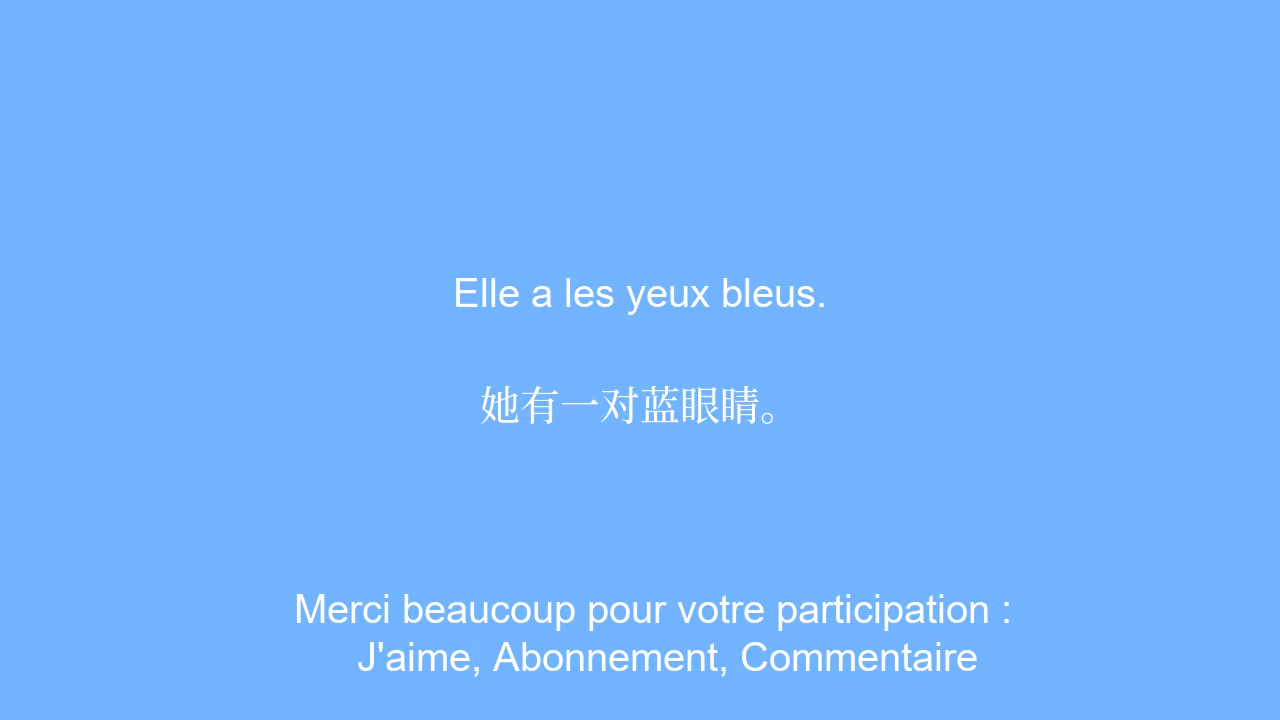 Elle a les yeux bleus.
她有一对蓝眼睛。
Merci beaucoup pour votre participation :
J'aime, Abonnement, Commentaire